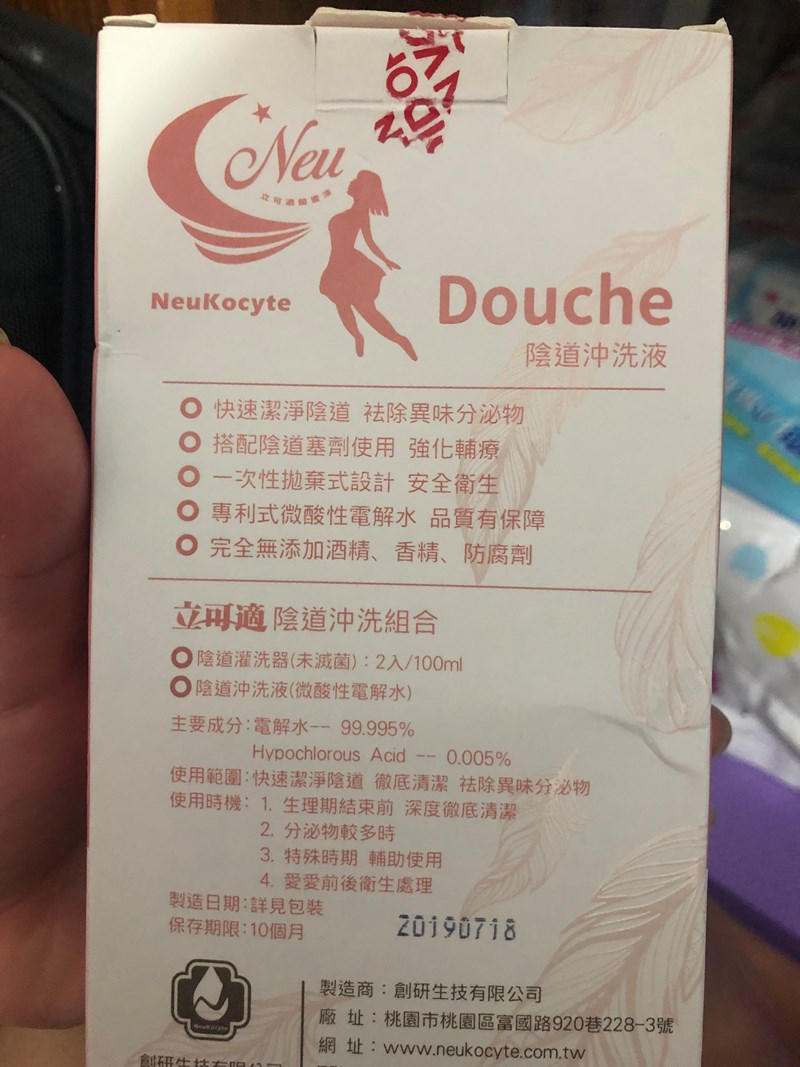 Neu
NeuKocyte
Douche
陰道沖洗液
快速潔淨陰道 袪除異味分泌物
搭配陰道塞劑使用 強化輔療
一次性拋棄式設計 安全衛生
專利式微酸性電解水 品質有保障
完全無添加酒精、香精、防腐劑
立可適 陰道沖洗組合
陰道灌洗器(未滅菌)：2入/100ml
陰道沖洗液(微酸性電解水)
主要成分:電解水-- 99.995%
Hypochlorous Acid -- 0.005%
使用範圍:快速潔淨陰道 徹底清潔 袪除異味分泌物
使用時機: 1. 生理期結束前 深度徹底清潔
2. 分泌物較多時
3. 特殊時期 輔助使用
4. 愛愛前後衛生處理
製造日期:詳見包裝
保存期限:10個月
20190718
NeuKocyte
製造商：創研生技有限公司
廠 址：桃園市桃園區富國路920巷228-3號
網 址：www.neukocyte.com.tw
創研生技有限公司